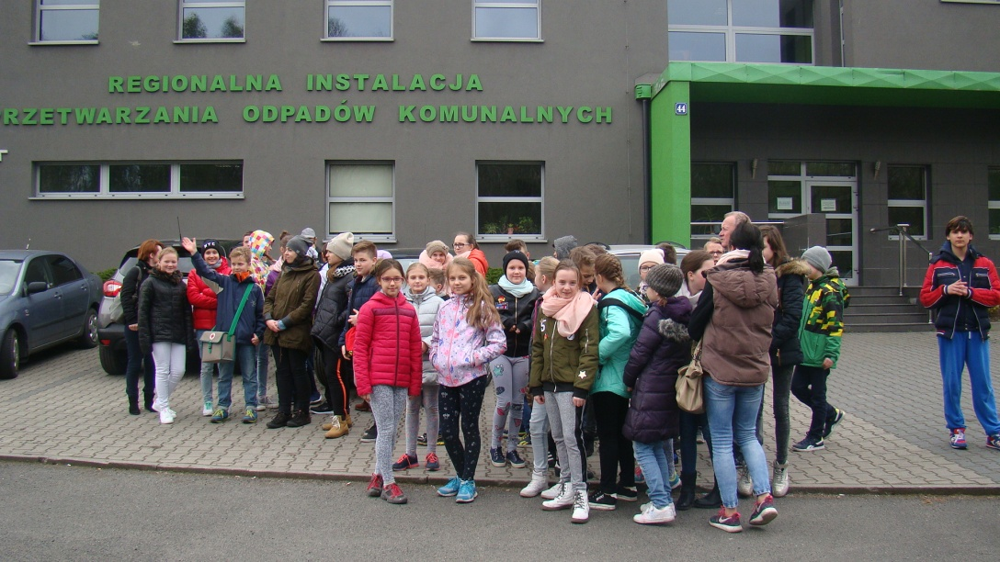 REGIONALNA INSTALACJA
RZETWARZANIA ODPADÓW KOMUNALNYCH
44